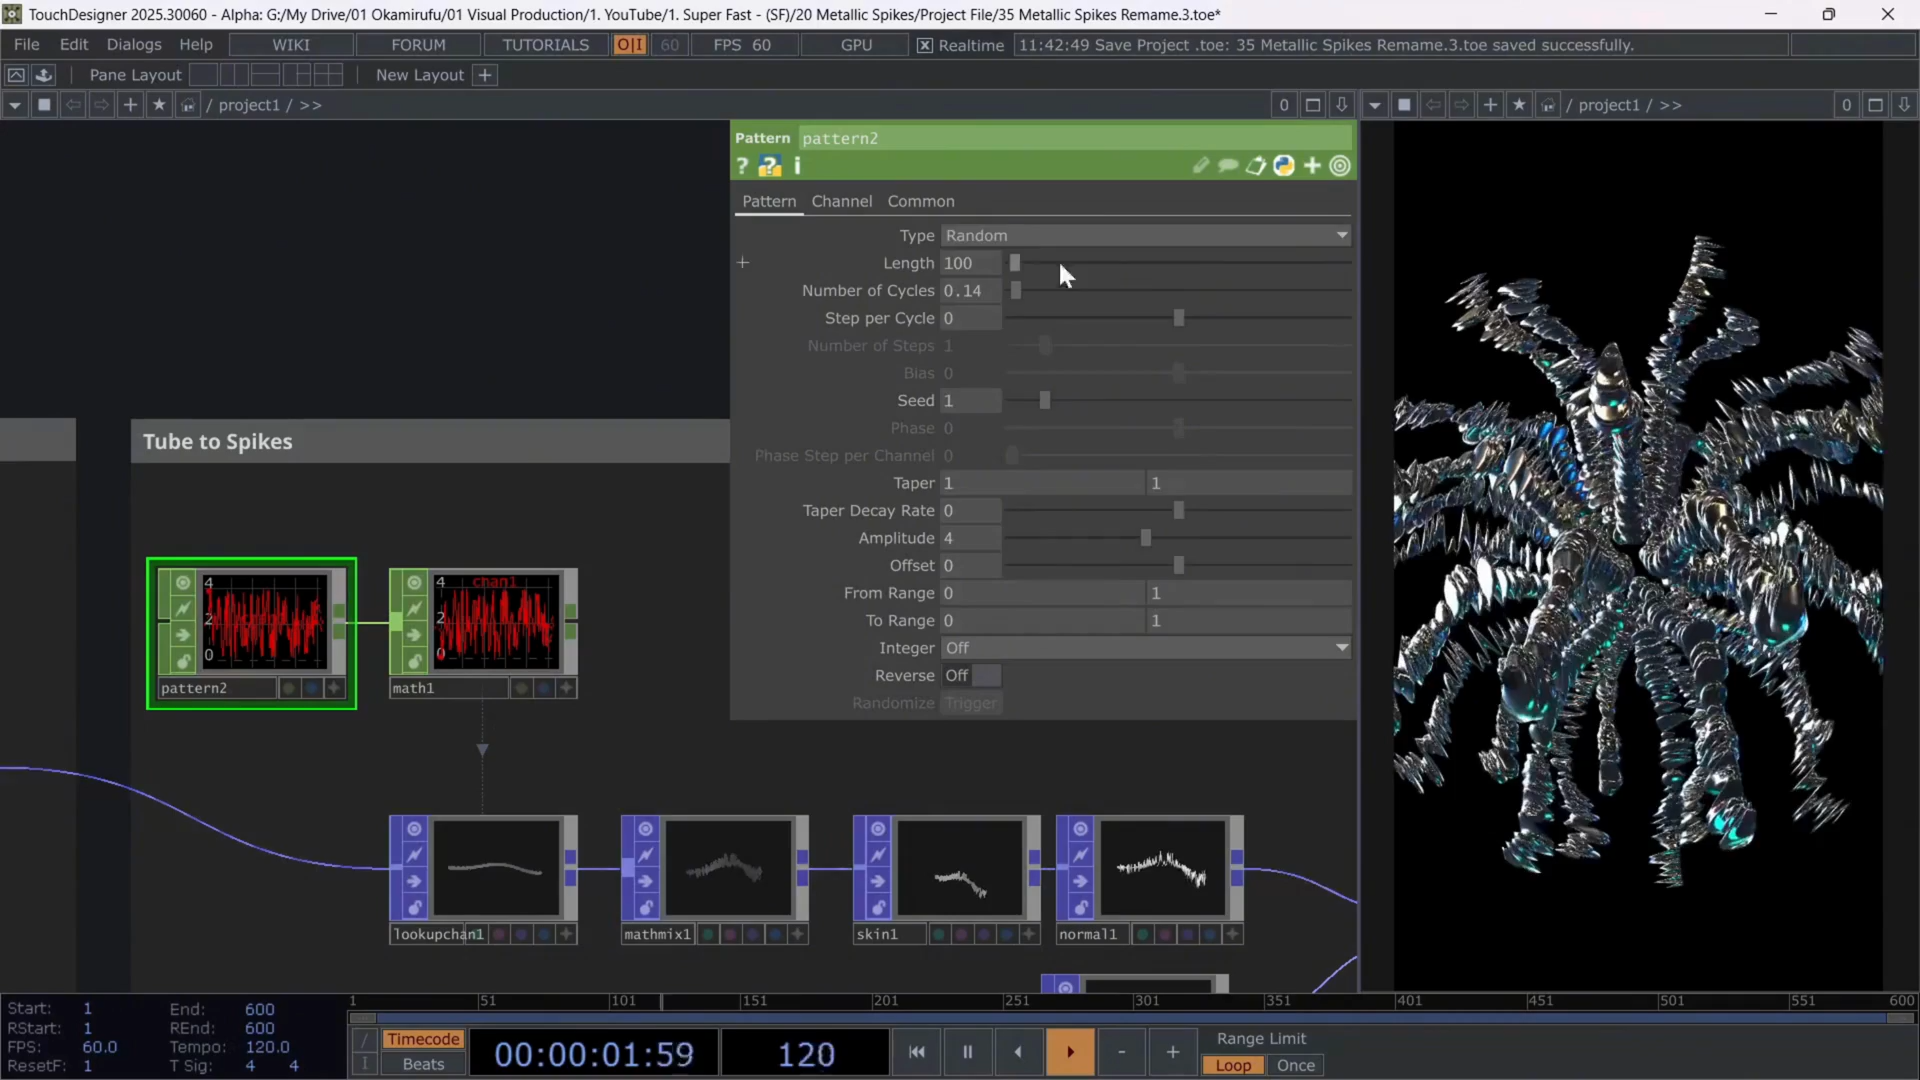 TouchDesigner 2025.30060 - Alpha: G:/My Drive/01 Okamirufu/01 Visual Production/1. YouTube/1. Super Fast - (SF)/20 Metallic Spikes/Project File/35 Metallic Spikes Remame.3.toe*
File Edit Dialogs Help WIKI FORUM TUTORIALS O|I 60 FPS 60 GPU Realtime 11:42:49 Save Project .toe: 35 Metallic Spikes Remame.3.toe saved successfully.
Pane Layout New Layout +
/ project1 / >> 0 / project1 / >> 0
Pattern pattern2
? ? i
Pattern Channel Common
Type Random
+ Length 100
Number of Cycles 0.14
Step per Cycle 0
Number of Steps 1
Bias 0
Seed 1
Phase 0
Phase Step per Channel 0
Taper 1 1
Taper Decay Rate 0
Amplitude 4
Offset 0
From Range 0 1
To Range 0 1
Integer Off
Reverse Off
Randomize Trigger
Tube to Spikes
4 2 0
pattern2
chan1
4 2 0
math1
lookupchan1
mathmix1
skin1
normal1
1 51 101 151 201 251 301 351 401 451 501 551 600
Start: 1 End: 600
RStart: 1 REnd: 600
FPS: 60.0 Tempo: 120.0
ResetF: 1 T Sig: 4 4
/ I
Timecode
Beats
00:00:01:59
120
- +
Range Limit
Loop Once